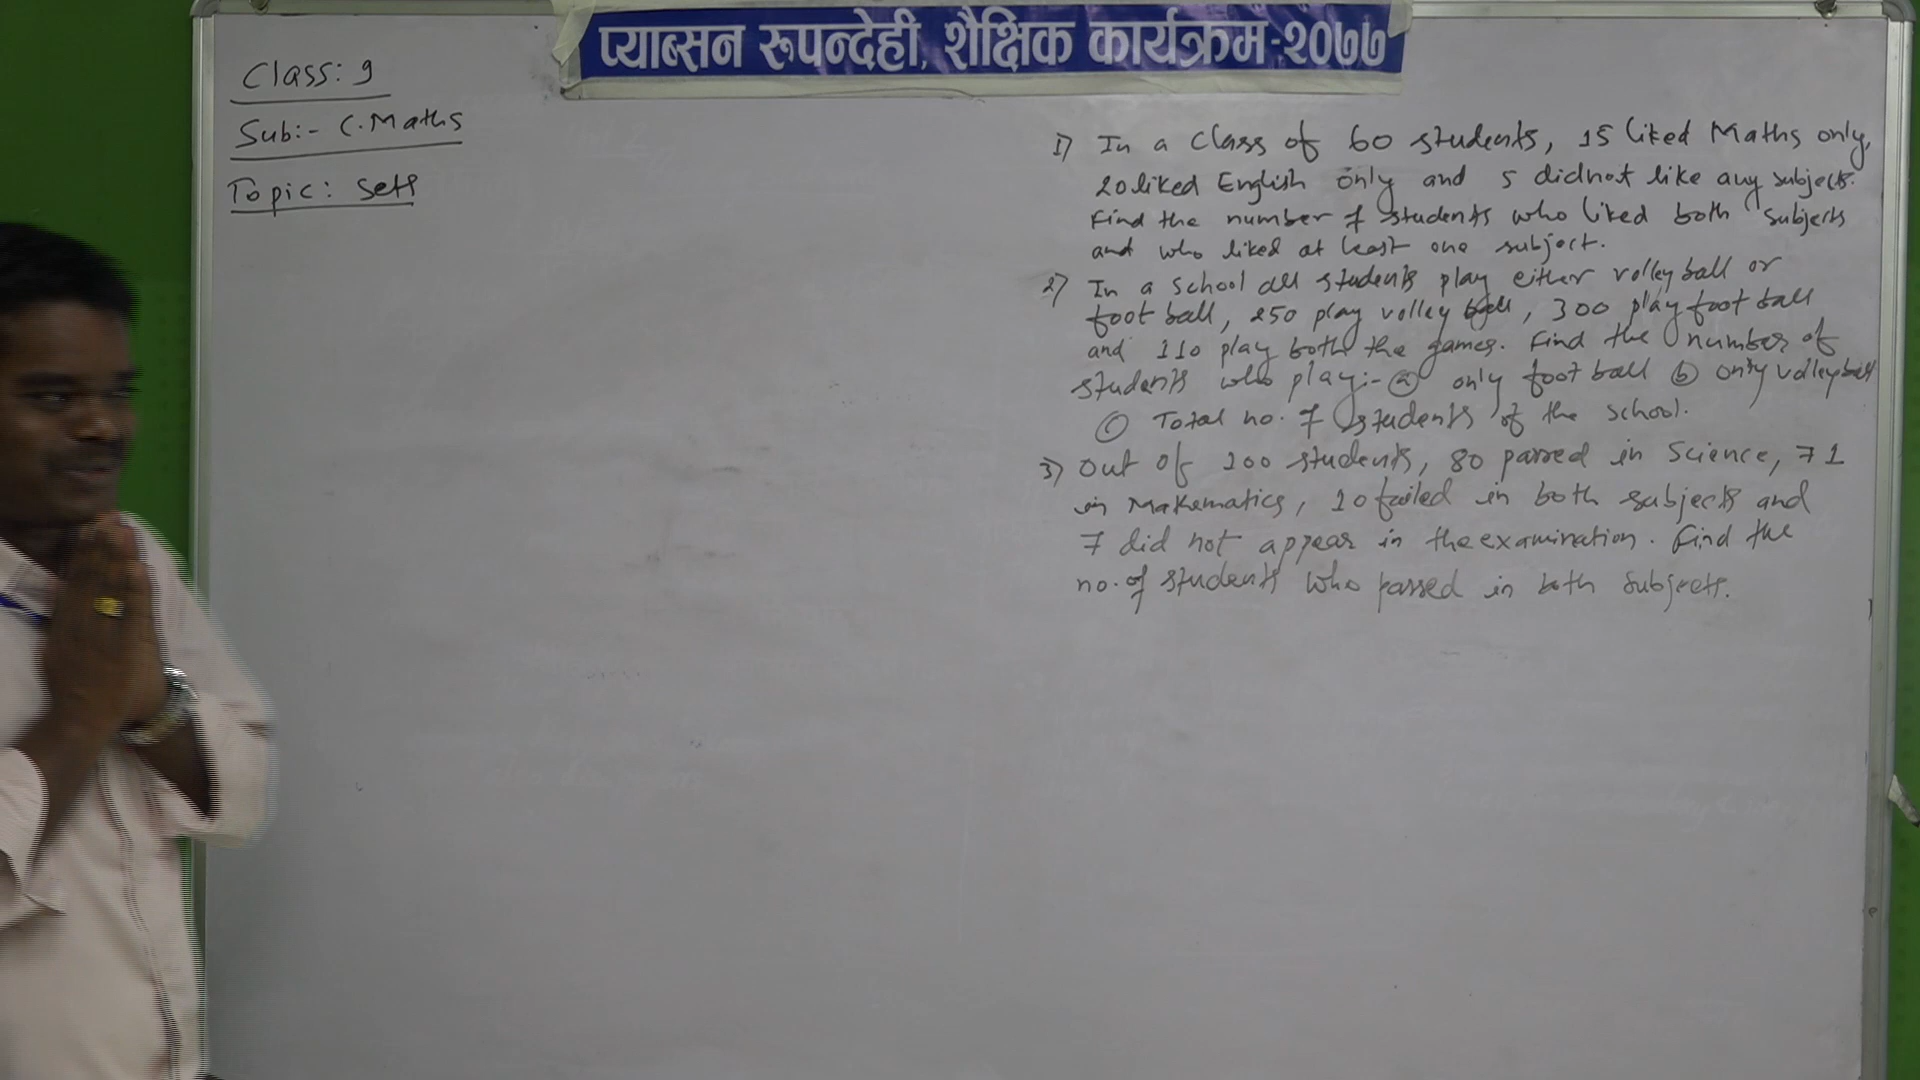 प्याब्सन रूपन्देही, शैक्षिक कार्यक्रम-२०७७
Class: 9
Sub:- C.Maths
Topic: Sets
1) In a class of 60 students, 15 liked Maths only,
20 liked English only and 5 didnot like any subjects.
Find the number of students who liked both subjects
and who liked at least one subject.
2) In a school all students play either volleyball or
foot ball, 250 play volley ball, 300 play foot ball
and 110 play both the games. Find the number of
students who play:- (a) only foot ball (b) only volleyball
(c) Total no. of students of the school.
3) Out of 100 students, 80 passed in Science, 71
in Mathematics, 10 failed in both subjects and
7 did not appear in the examination. Find the
no. of students who passed in both subjects.